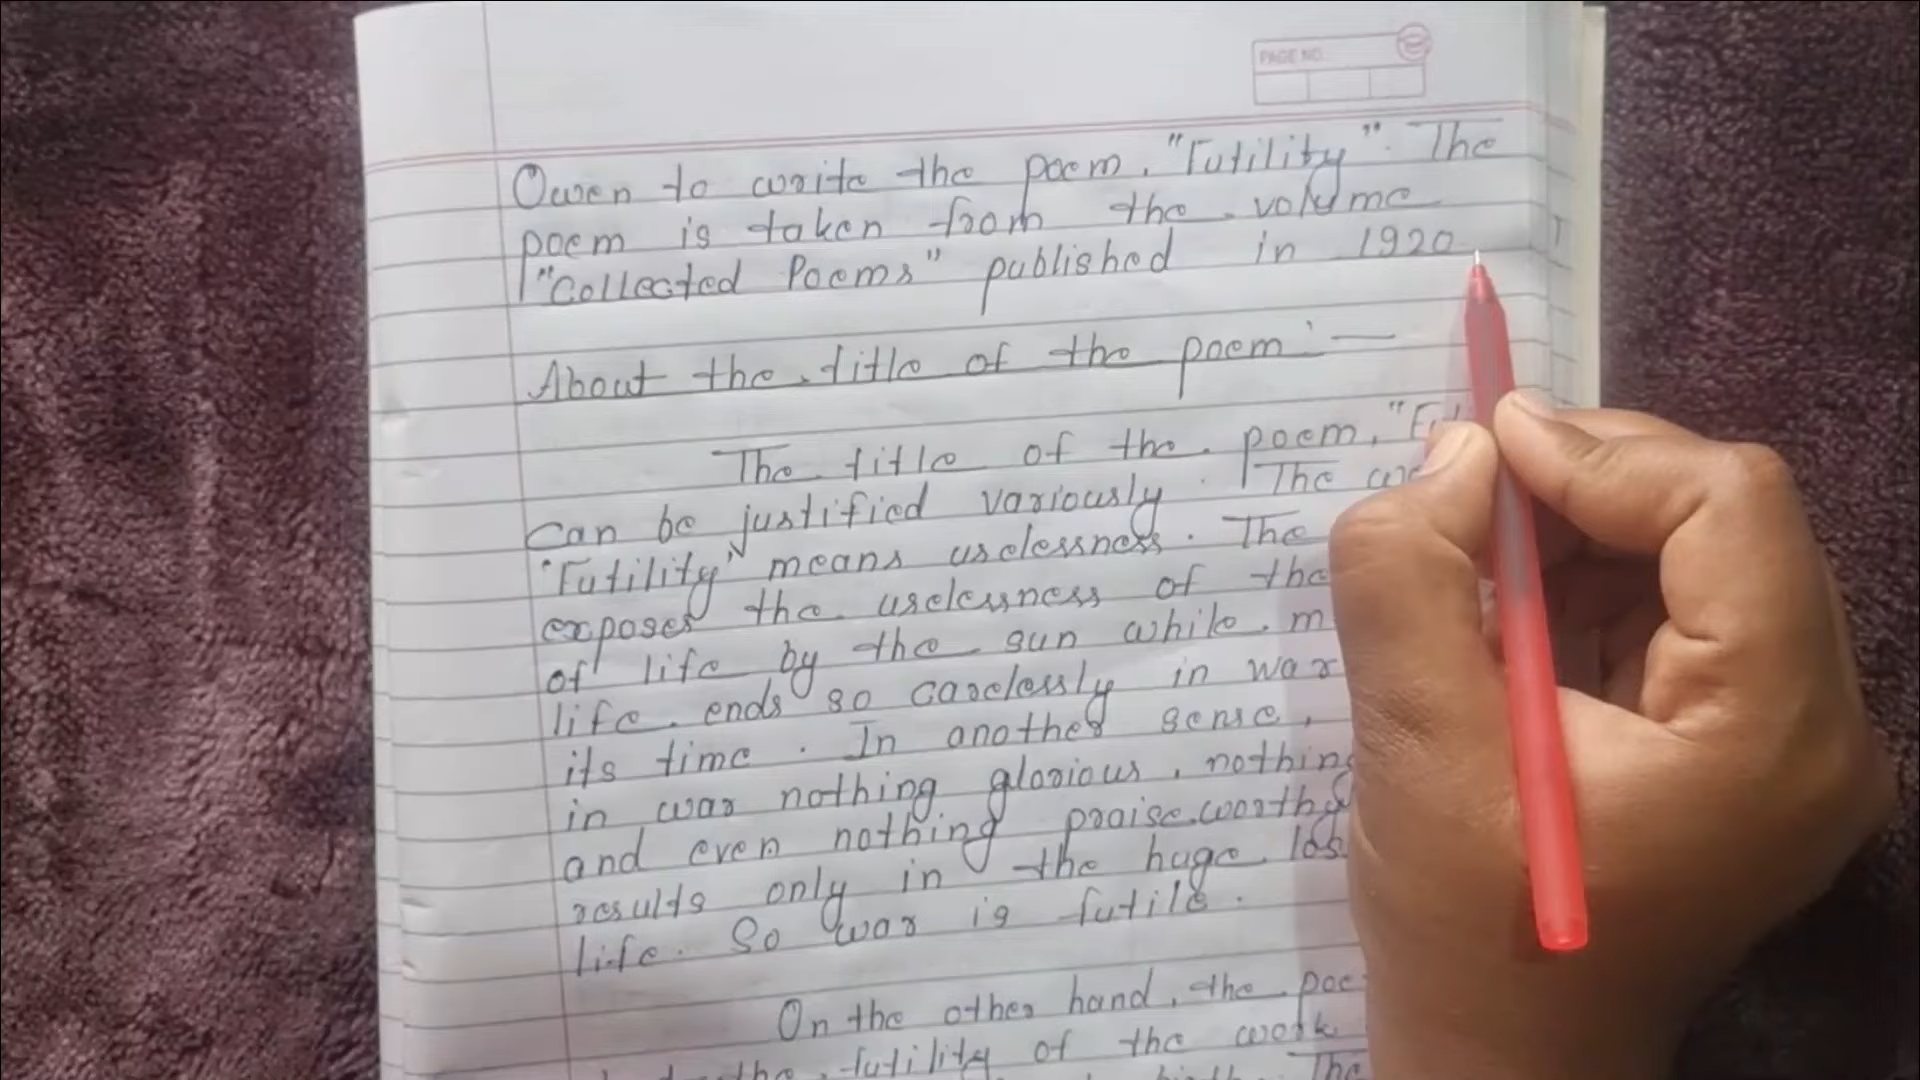 PAGE NO.
Owen to write the poem, "Futility". The
poem is taken from the volume
"Collected Poems" published in 1920
About the title of the poem :-
The title of the poem,
can be justified variously. The
"Futility" means uselessness. The
exposes the uselessness of the
of life by the sun while
life ends so carelessly in war
its time. In another sense,
in war nothing glorious, nothing
and even nothing praiseworthy
results only in the huge
life. So war is futile.
On the other hand, the
the futility of the work
The